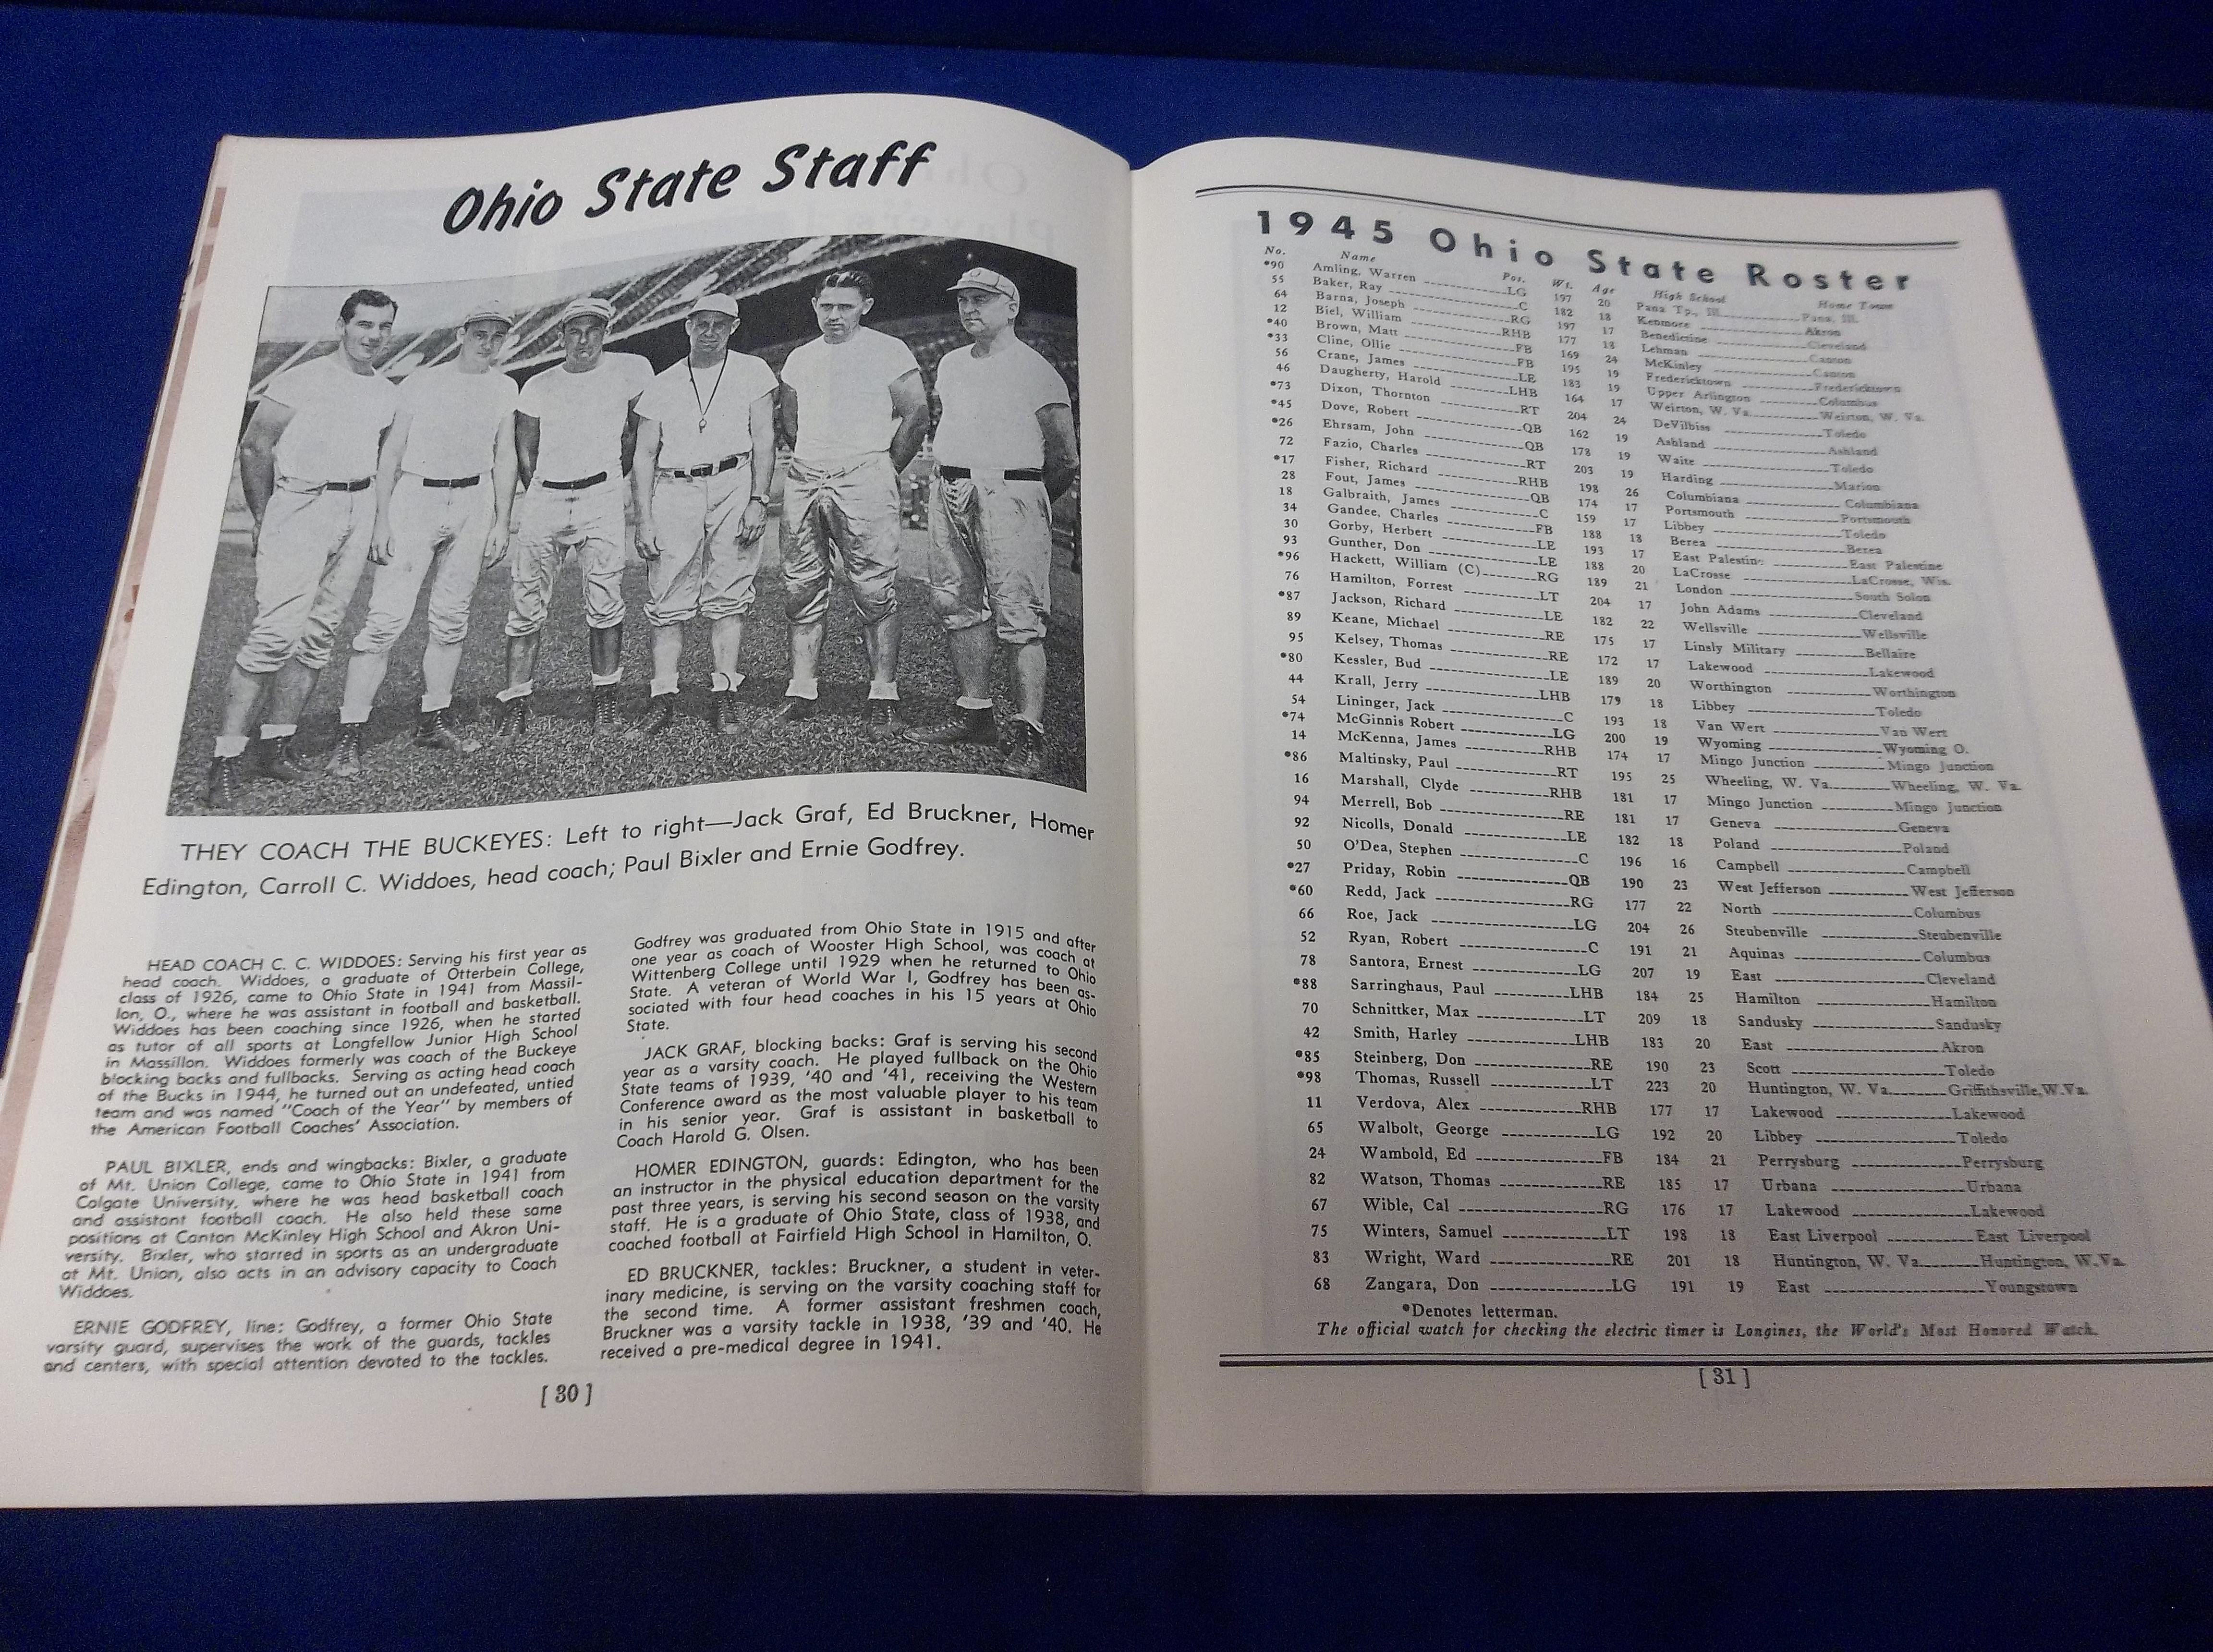 Ohio State Staff
THEY COACH THE BUCKEYES: Left to right—Jack Graf, Ed Bruckner, Homer
Edington, Carroll C. Widdoes, head coach; Paul Bixler and Ernie Godfrey.
HEAD COACH C. C. WIDDOES: Serving his first year as
head coach. Widdoes, a graduate of Otterbein College,
class of 1926, came to Ohio State in 1941 from Massil-
lon, O., where he was assistant in football and basketball.
Widdoes has been coaching since 1926, when he started
as tutor of all sports at Longfellow Junior High School
in Massillon. Widdoes formerly was coach of the Buckeye
blocking backs and fullbacks. Serving as acting head coach
of the Bucks in 1944, he turned out an undefeated, untied
team and was named "Coach of the Year" by members of
the American Football Coaches' Association.
PAUL BIXLER, ends and wingbacks: Bixler, a graduate
of Mt. Union College, came to Ohio State in 1941 from
Colgate University, where he was head basketball coach
and assistant football coach. He also held these same
positions at Canton McKinley High School and Akron Uni-
versity. Bixler, who starred in sports as an undergraduate
at Mt. Union, also acts in an advisory capacity to Coach
Widdoes.
ERNIE GODFREY, line: Godfrey, a former Ohio State
varsity guard, supervises the work of the guards, tackles
and centers, with special attention devoted to the tackles.
Godfrey was graduated from Ohio State in 1915 and after
one year as coach of Wooster High School, was coach at
Wittenberg College until 1929 when he returned to Ohio
State. A veteran of World War I, Godfrey has been as-
sociated with four head coaches in his 15 years at Ohio
State.
JACK GRAF, blocking backs: Graf is serving his second
year as a varsity coach. He played fullback on the Ohio
State teams of 1939, '40 and '41, receiving the Western
Conference award as the most valuable player to his team
in his senior year. Graf is assistant in basketball to
Coach Harold G. Olsen.
HOMER EDINGTON, guards: Edington, who has been
an instructor in the physical education department for the
past three years, is serving his second season on the varsity
staff. He is a graduate of Ohio State, class of 1938, and
coached football at Fairfield High School in Hamilton, O.
ED BRUCKNER, tackles: Bruckner, a student in veter-
inary medicine, is serving on the varsity coaching staff for
the second time. A former assistant freshmen coach,
Bruckner was a varsity tackle in 1938, '39 and '40. He
received a pre-medical degree in 1941.
[ 30 ]
1945 Ohio State Roster
No. Name Pos. Wt. Age High School Home Town
*90 Amling, Warren LG 197 20 Pana Tp., Ill. Pana, Ill.
55 Baker, Ray C 182 18 Kenmore Akron
64 Barna, Joseph RG 197 17 Benedictine Cleveland
12 Biel, William RHB 177 18 Lehman Canton
*40 Brown, Matt FB 169 24 McKinley Canton
*33 Cline, Ollie FB 195 19 Fredericktown Fredericktown
56 Crane, James LE 183 19 Upper Arlington Columbus
46 Daugherty, Harold LHB 164 17 Weirton, W. Va. Weirton, W. Va.
*73 Dixon, Thornton RT 204 24 DeVilbiss Toledo
*45 Dove, Robert QB 162 19 Ashland Ashland
*26 Ehrsam, John QB 178 19 Waite Toledo
72 Fazio, Charles RT 203 19 Harding Marion
*17 Fisher, Richard RHB 198 26 Columbiana Columbiana
28 Fout, James QB 174 17 Portsmouth Portsmouth
18 Galbraith, James C 159 17 Libbey Toledo
34 Gandee, Charles FB 188 18 Berea Berea
30 Gorby, Herbert LE 193 17 East Palestine East Palestine
93 Gunther, Don LE 188 20 LaCrosse LaCrosse, Wis.
*96 Hackett, William (C) RG 189 21 London South Solon
76 Hamilton, Forrest LT 204 17 John Adams Cleveland
*87 Jackson, Richard LE 182 22 Wellsville Wellsville
89 Keane, Michael RE 175 17 Linsly Military Bellaire
95 Kelsey, Thomas RE 172 17 Lakewood Lakewood
*80 Kessler, Bud LE 189 20 Worthington Worthington
44 Krall, Jerry LHB 179 18 Libbey Toledo
54 Lininger, Jack C 193 18 Van Wert Van Wert
*74 McGinnis Robert LG 200 19 Wyoming Wyoming O.
14 McKenna, James RHB 174 17 Mingo Junction Mingo Junction
*86 Maltinsky, Paul RT 195 25 Wheeling, W. Va. Wheeling, W. Va.
16 Marshall, Clyde RHB 181 17 Mingo Junction Mingo Junction
94 Merrell, Bob RE 181 17 Geneva Geneva
92 Nicolls, Donald LE 182 18 Poland Poland
50 O'Dea, Stephen C 196 16 Campbell Campbell
*27 Priday, Robin QB 190 23 West Jefferson West Jefferson
*60 Redd, Jack RG 177 22 North Columbus
66 Roe, Jack LG 204 26 Steubenville Steubenville
52 Ryan, Robert C 191 21 Aquinas Columbus
78 Santora, Ernest LG 207 19 East Cleveland
*88 Sarringhaus, Paul LHB 184 25 Hamilton Hamilton
70 Schnittker, Max LT 209 18 Sandusky Sandusky
42 Smith, Harley LHB 183 20 East Akron
*85 Steinberg, Don RE 190 23 Scott Toledo
*98 Thomas, Russell LT 223 20 Huntington, W. Va. Griffithsville, W.Va.
11 Verdova, Alex RHB 177 17 Lakewood Lakewood
65 Walbolt, George LG 192 20 Libbey Toledo
24 Wambold, Ed FB 184 21 Perrysburg Perrysburg
82 Watson, Thomas RE 185 17 Urbana Urbana
67 Wible, Cal RG 176 17 Lakewood Lakewood
75 Winters, Samuel LT 198 18 East Liverpool East Liverpool
83 Wright, Ward RE 201 18 Huntington, W. Va. Huntington, W.Va.
68 Zangara, Don LG 191 19 East Youngstown
*Denotes letterman.
The official watch for checking the electric timer is Longines, the World's Most Honored Watch.
[ 31 ]